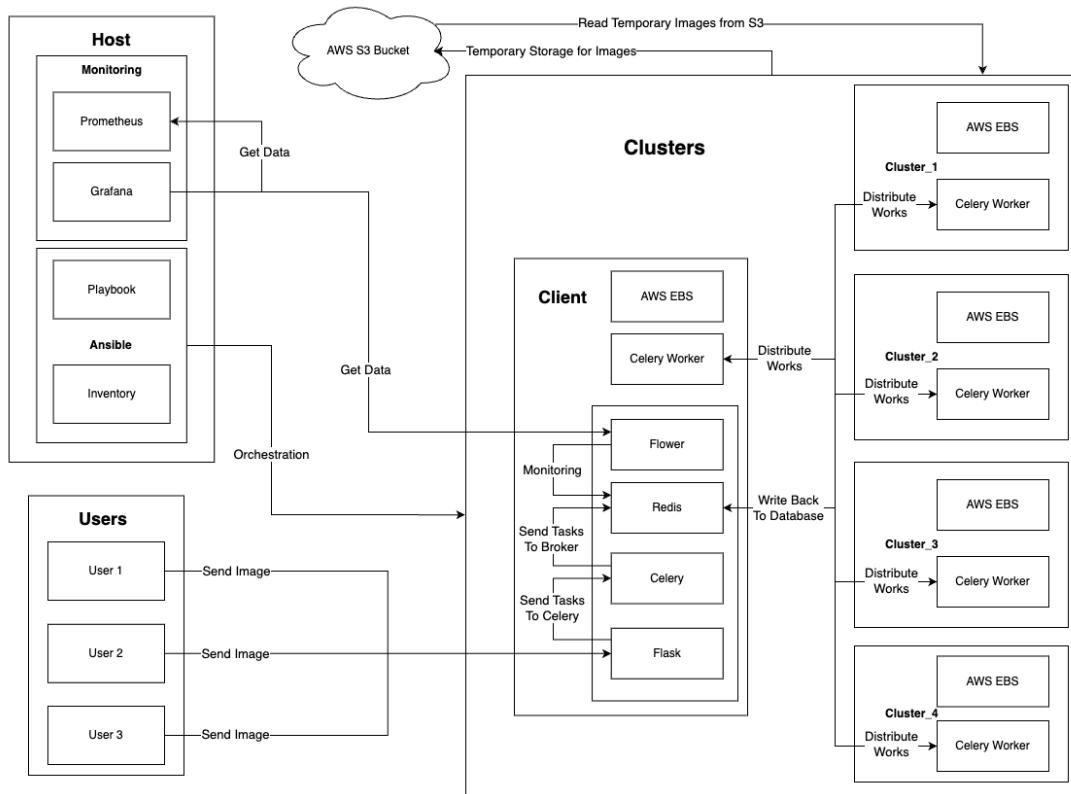 Host
Monitoring
Prometheus
Grafana
Get Data
Playbook
Ansible
Inventory
Orchestration
Get Data
Users
User 1
Send Image
User 2
Send Image
User 3
Send Image
AWS S3 Bucket
Read Temporary Images from S3
Temporary Storage for Images
Clusters
Client
AWS EBS
Celery Worker
Distribute
Works
Flower
Monitoring
Redis
Write Back
To Database
Send Tasks
To Broker
Celery
Send Tasks
To Celery
Flask
AWS EBS
Cluster_1
Distribute
Works
Celery Worker
AWS EBS
Cluster_2
Distribute
Works
Celery Worker
AWS EBS
Cluster_3
Distribute
Works
Celery Worker
AWS EBS
Cluster_4
Distribute
Works
Celery Worker